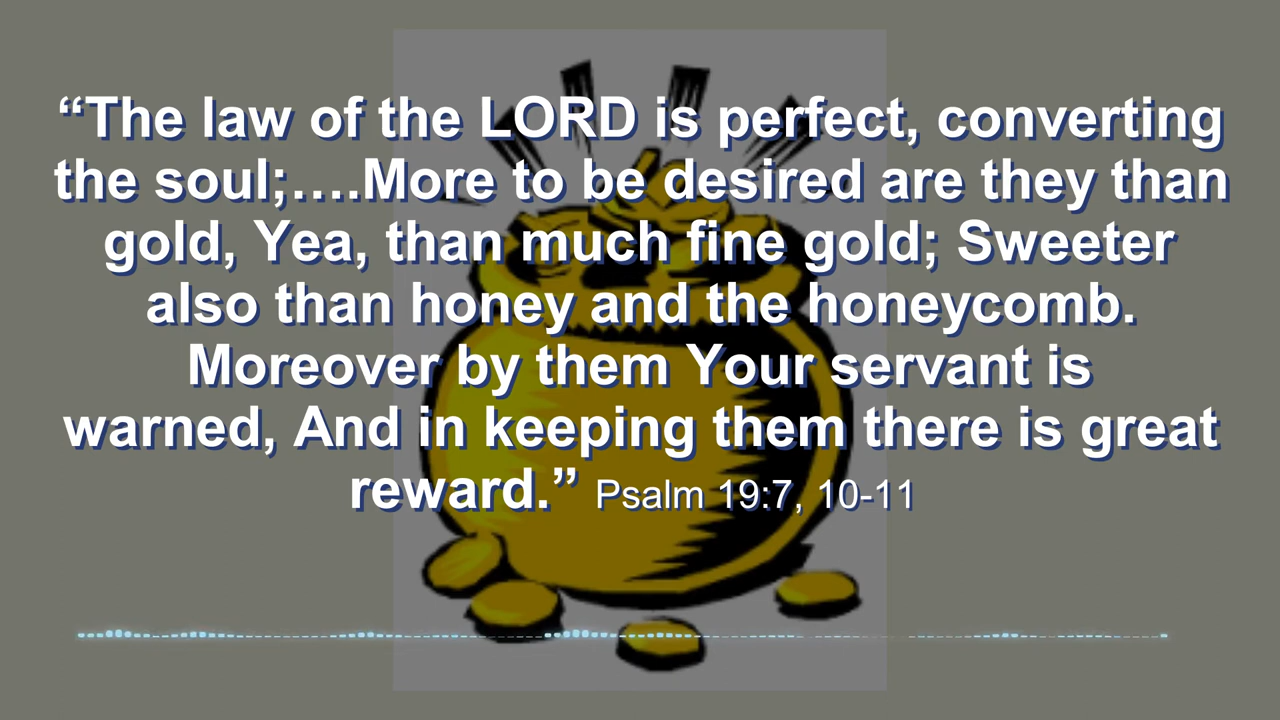 “The law of the LORD is perfect, converting
the soul;….More to be desired are they than
gold, Yea, than much fine gold; Sweeter
also than honey and the honeycomb.
Moreover by them Your servant is
warned, And in keeping them there is great
reward.” Psalm 19:7, 10-11